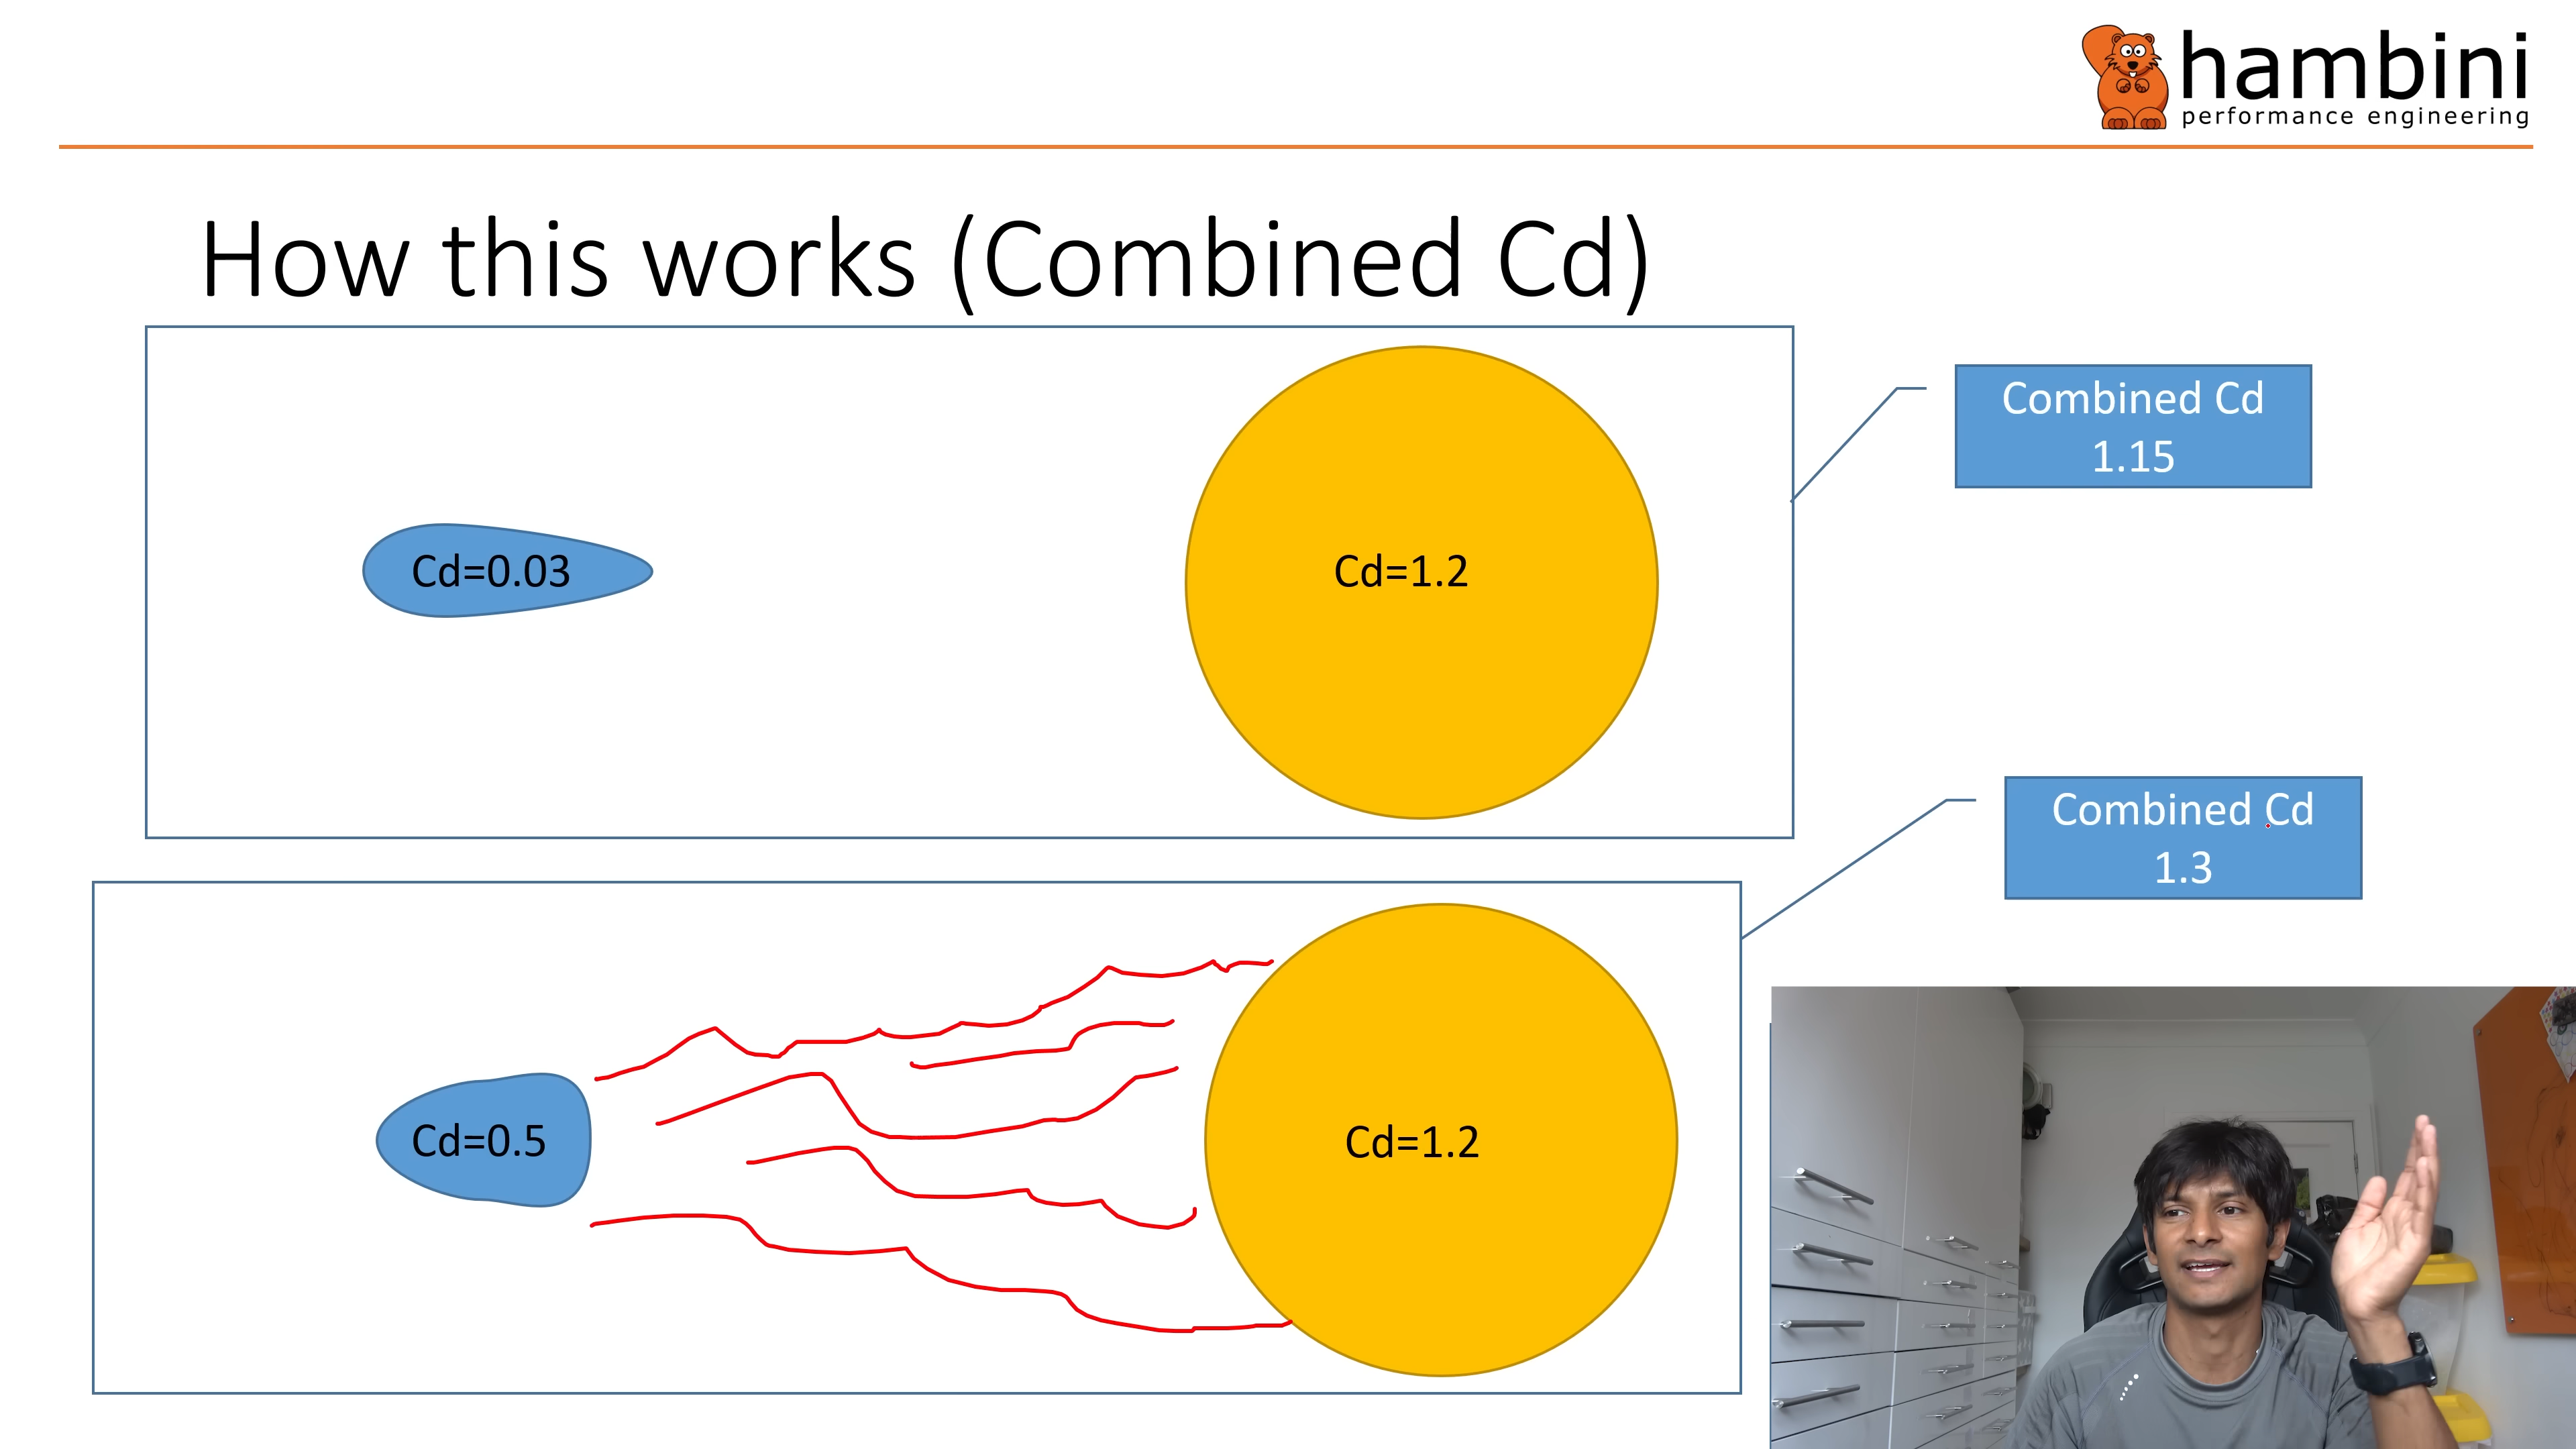 hambini
performance engineering
How this works (Combined Cd)
Cd=0.03
Cd=1.2
Combined Cd
1.15
Combined Cd
1.3
Cd=0.5
Cd=1.2